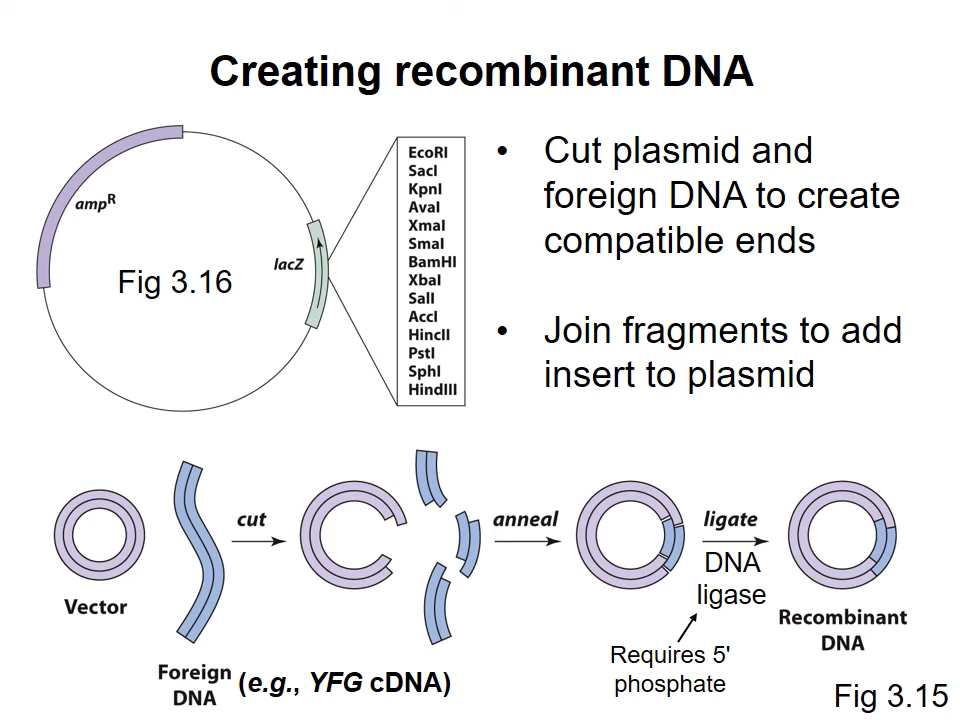 Creating recombinant DNA
ampR
lacZ
Fig 3.16
EcoRI
SacI
KpnI
AvaI
XmaI
SmaI
BamHI
XbaI
SalI
AccI
HincII
PstI
SphI
HindIII
• Cut plasmid and
foreign DNA to create
compatible ends
• Join fragments to add
insert to plasmid
Vector
Foreign
DNA
(e.g., YFG cDNA)
cut
anneal
ligate
DNA
ligase
Requires 5'
phosphate
Recombinant
DNA
Fig 3.15